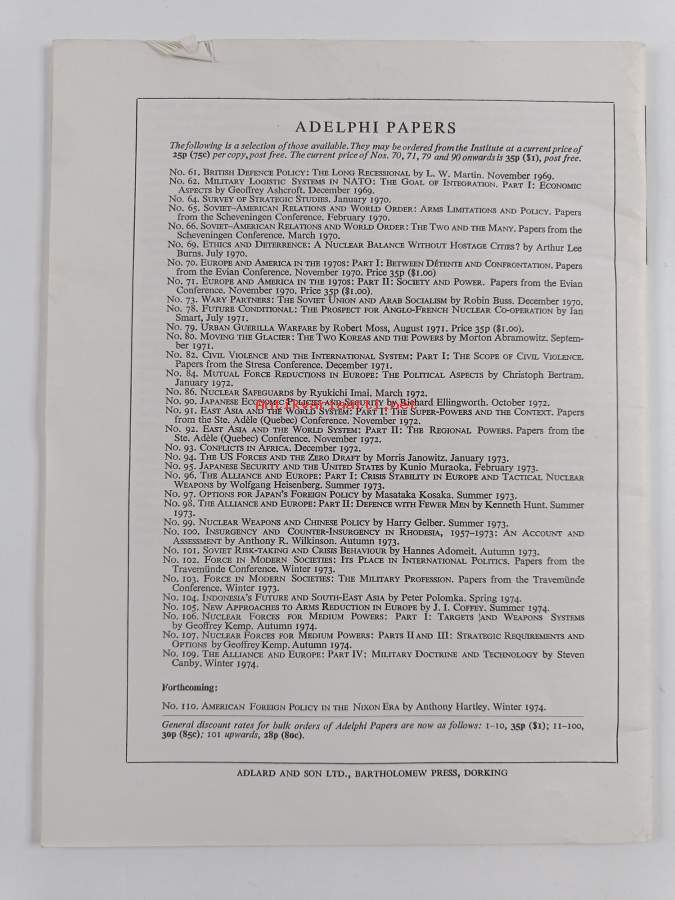 ADELPHI PAPERS
The following is a selection of those available. They may be ordered from the Institute at a current price of
25p (75c) per copy, post free. The current price of Nos. 70, 71, 79 and 90 onwards is 35p ($1), post free.
No. 61. British Defence Policy: The Long Recessional by L. W. Martin. November 1969.
No. 62. Military Logistic Systems in NATO: The Goal of Integration. Part I: Economic
Aspects by Geoffrey Ashcroft. December 1969.
No. 64. Survey of Strategic Studies. January 1970.
No. 65. Soviet–American Relations and World Order: Arms Limitations and Policy. Papers
from the Scheveningen Conference. February 1970.
No. 66. Soviet–American Relations and World Order: The Two and the Many. Papers from the
Scheveningen Conference. March 1970.
No. 69. Ethics and Deterrence: A Nuclear Balance Without Hostage Cities? by Arthur Lee
Burns. July 1970.
No. 70. Europe and America in the 1970s: Part I: Between Détente and Confrontation. Papers
from the Evian Conference. November 1970. Price 35p ($1.00)
No. 71. Europe and America in the 1970s: Part II: Society and Power. Papers from the Evian
Conference. November 1970. Price 35p ($1.00).
No. 73. Wary Partners: The Soviet Union and Arab Socialism by Robin Buss. December 1970.
No. 78. Future Conditional: The Prospect for Anglo-French Nuclear Co-operation by Ian
Smart, July 1971.
No. 79. Urban Guerilla Warfare by Robert Moss, August 1971. Price 35p ($1.00).
No. 80. Moving the Glacier: The Two Koreas and the Powers by Morton Abramowitz. Septem-
ber 1971.
No. 82. Civil Violence and the International System: Part I: The Scope of Civil Violence.
Papers from the Stresa Conference. December 1971.
No. 84. Mutual Force Reductions in Europe: The Political Aspects by Christoph Bertram.
January 1972.
No. 86. Nuclear Safeguards by Ryukichi Imai. March 1972.
No. 90. Japanese Economic Policies and Security by Richard Ellingworth. October 1972.
antikvariaatti.net
No. 91. East Asia and the World System: Part I: The Super-Powers and the Context. Papers
from the Ste. Adèle (Quebec) Conference. November 1972.
No. 92. East Asia and the World System: Part II: The Regional Powers. Papers from the
Ste. Adèle (Quebec) Conference. November 1972.
No. 93. Conflicts in Africa. December 1972.
No. 94. The US Forces and the Zero Draft by Morris Janowitz. January 1973.
No. 95. Japanese Security and the United States by Kunio Muraoka. February 1973.
No. 96. The Alliance and Europe: Part I: Crisis Stability in Europe and Tactical Nuclear
Weapons by Wolfgang Heisenberg. Summer 1973.
No. 97. Options for Japan's Foreign Policy by Masataka Kosaka. Summer 1973.
No. 98. The Alliance and Europe: Part II: Defence with Fewer Men by Kenneth Hunt. Summer
1973.
No. 99. Nuclear Weapons and Chinese Policy by Harry Gelber. Summer 1973.
No. 100. Insurgency and Counter-Insurgency in Rhodesia, 1957–1973: An Account and
Assessment by Anthony R. Wilkinson. Autumn 1973.
No. 101. Soviet Risk-taking and Crisis Behaviour by Hannes Adomeit. Autumn 1973.
No. 102. Force in Modern Societies: Its Place in International Politics. Papers from the
Travemünde Conference. Winter 1973.
No. 103. Force in Modern Societies: The Military Profession. Papers from the Travemünde
Conference. Winter 1973.
No. 104. Indonesia's Future and South-East Asia by Peter Polomka. Spring 1974.
No. 105. New Approaches to Arms Reduction in Europe by J. I. Coffey. Summer 1974.
No. 106. Nuclear Forces for Medium Powers: Part I: Targets and Weapons Systems
by Geoffrey Kemp. Autumn 1974.
No. 107. Nuclear Forces for Medium Powers: Parts II and III: Strategic Requirements and
Options by Geoffrey Kemp. Autumn 1974.
No. 109. The Alliance and Europe: Part IV: Military Doctrine and Technology by Steven
Canby. Winter 1974.
Forthcoming:
No. 110. American Foreign Policy in the Nixon Era by Anthony Hartley. Winter 1974.
General discount rates for bulk orders of Adelphi Papers are now as follows: 1–10, 35p ($1); 11–100,
30p (85c); 101 upwards, 28p (80c).
ADLARD AND SON LTD., BARTHOLOMEW PRESS, DORKING